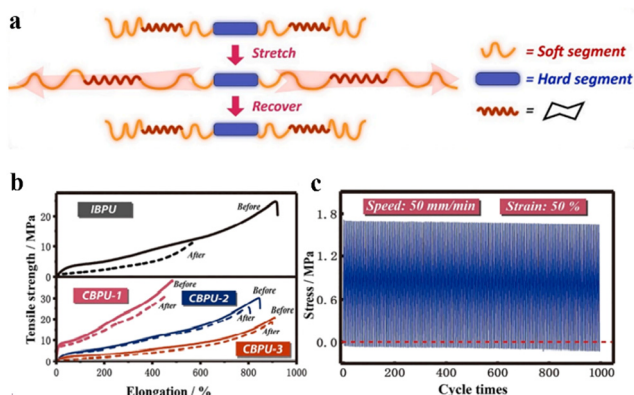 a
Stretch
Recover
= Soft segment
= Hard segment
=
b
Tensile strength / MPa
20
10
0
IBPU
Before
After
30
20
10
0
CBPU-1
Before
After
CBPU-2
Before
After
CBPU-3
Before
After
0 200 400 600 800 1000
Elongation / %
c
Speed: 50 mm/min
Strain: 50 %
Stress / MPa
1.8
1.2
0.6
0.0
0 200 400 600 800 1000
Cycle times